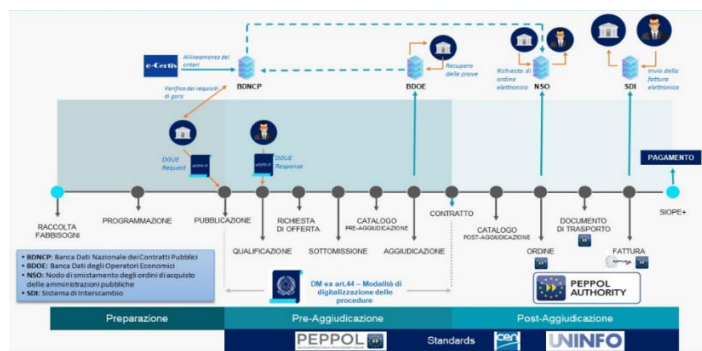 e-Certis
Allineamento dei
criteri
BDNCP
Verifica dei requisiti
di gara
BDOE
Recupero
delle prove
Richiesta di
ordine
elettronico
NSO
SDI
Invio della
fattura
elettronica
DGUE
Request
DGUE
Response
PAGAMENTO
RACCOLTA
FABBISOGNI
PROGRAMMAZIONE
PUBBLICAZIONE
QUALIFICAZIONE
RICHIESTA
DI OFFERTA
SOTTOMISSIONE
CATALOGO
PRE-AGGIUDICAZIONE
AGGIUDICAZIONE
CONTRATTO
CATALOGO
POST-AGGIUDICAZIONE
ORDINE
DOCUMENTO
DI TRASPORTO
FATTURA
SIOPE+
• BDNCP: Banca Dati Nazionale dei Contratti Pubblici
• BDOE: Banca Dati degli Operatori Economici
• NSO: Nodo di smistamento degli ordini di acquisto
delle amministrazioni pubbliche
• SDI: Sistema di Interscambio
DM ex art.44 – Modalità di
digitalizzazione delle
procedure
PEPPOL
AUTHORITY
Preparazione
Pre-Aggiudicazione
Post-Aggiudicazione
PEPPOL
Standards
cen
UNINFO